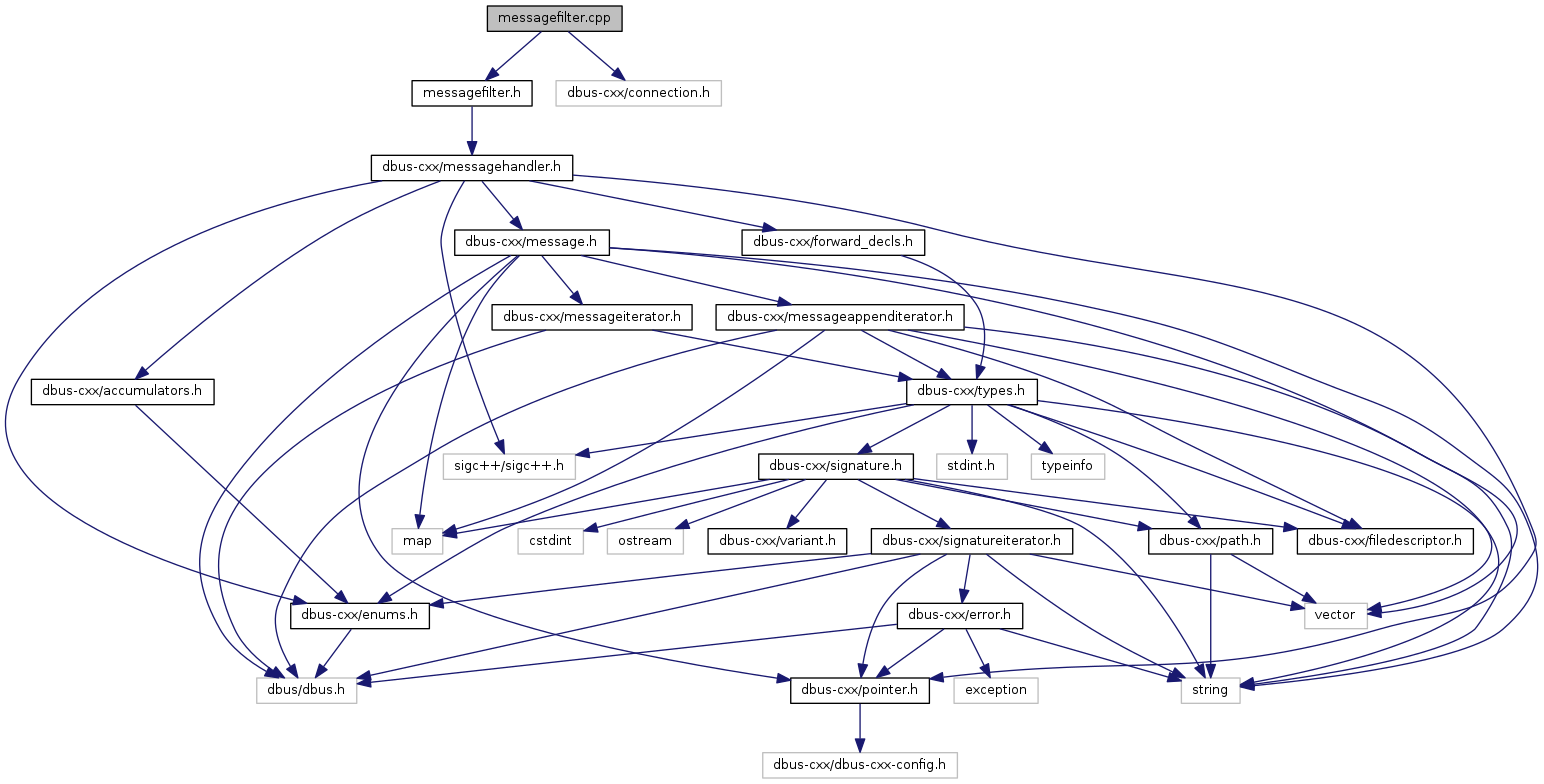 messagefilter.cpp
messagefilter.h
dbus-cxx/connection.h
dbus-cxx/messagehandler.h
dbus-cxx/message.h
dbus-cxx/forward_decls.h
dbus-cxx/messageiterator.h
dbus-cxx/messageappenditerator.h
dbus-cxx/accumulators.h
dbus-cxx/types.h
sigc++/sigc++.h
dbus-cxx/signature.h
stdint.h
typeinfo
map
cstdint
ostream
dbus-cxx/variant.h
dbus-cxx/signatureiterator.h
dbus-cxx/path.h
dbus-cxx/filedescriptor.h
dbus-cxx/enums.h
dbus-cxx/error.h
vector
dbus/dbus.h
dbus-cxx/pointer.h
exception
string
dbus-cxx/dbus-cxx-config.h